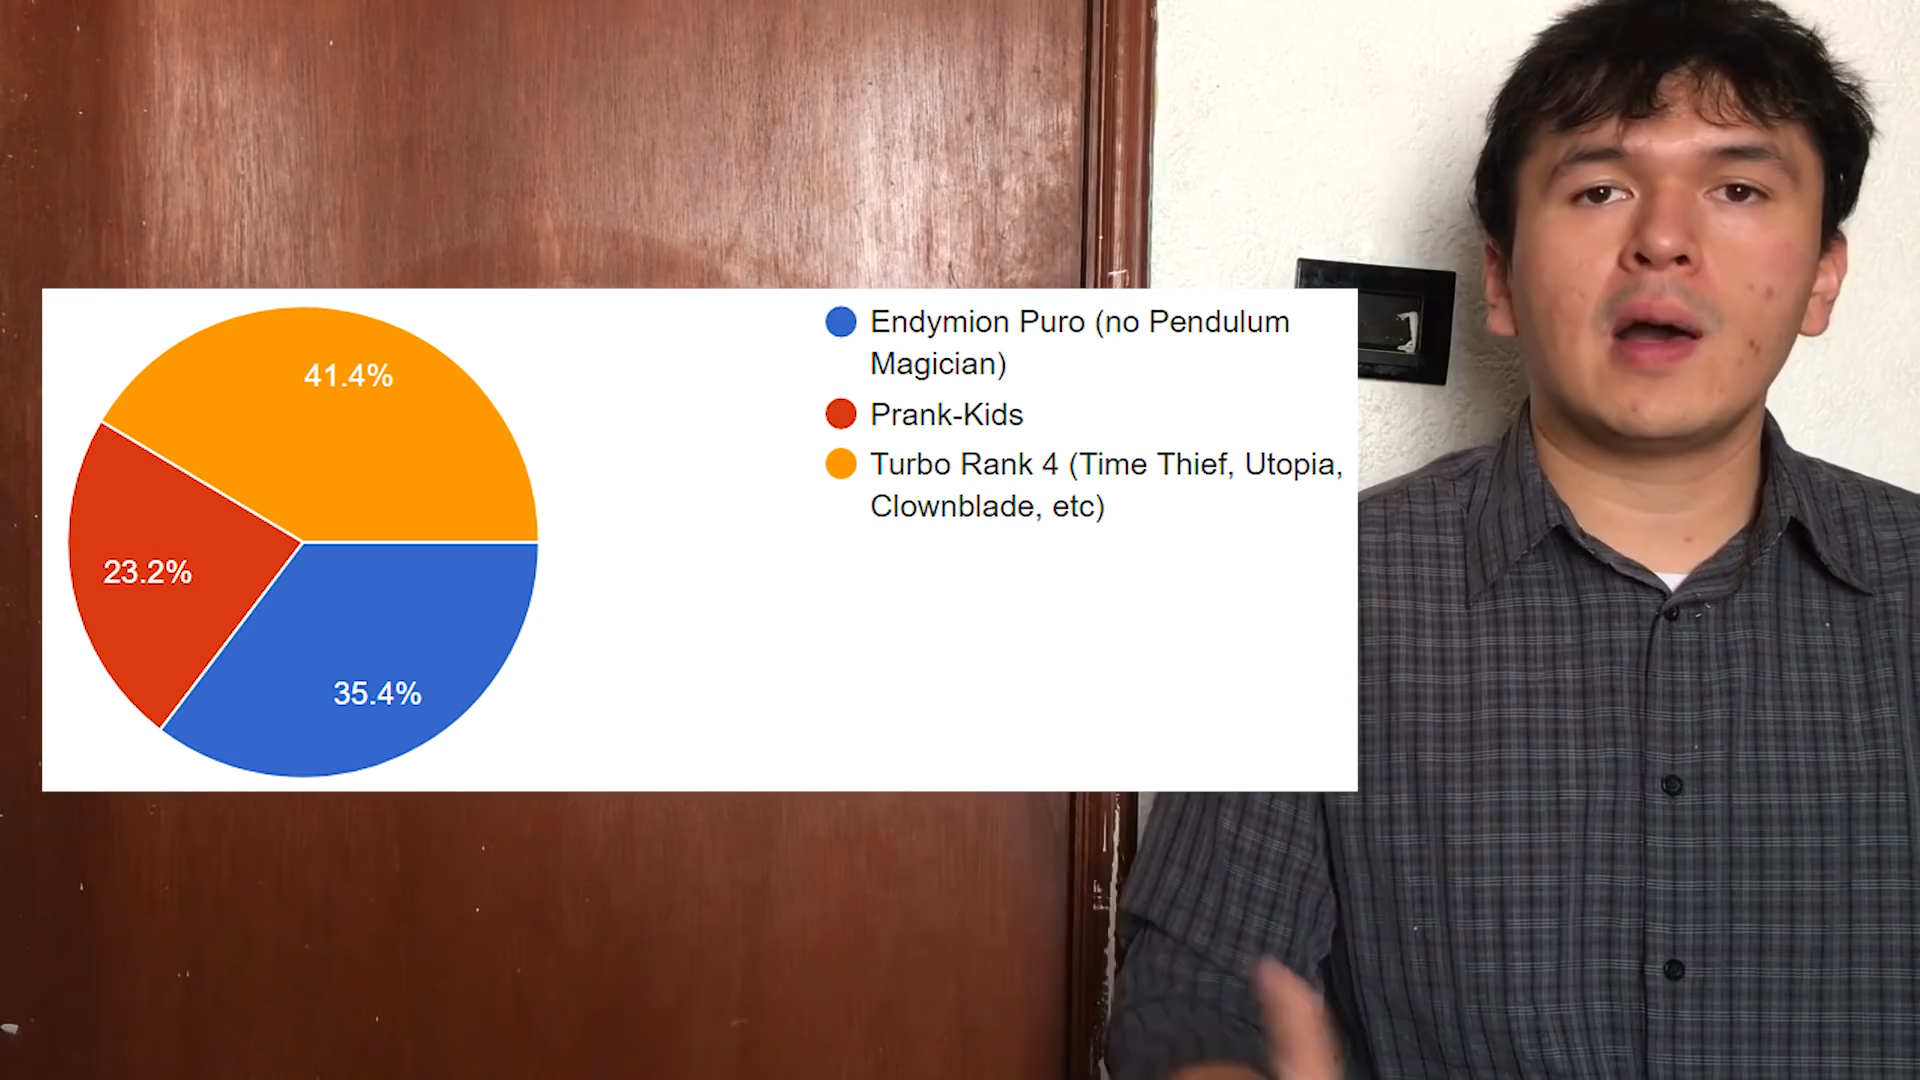 41.4%
23.2%
35.4%
Endymion Puro (no Pendulum
Magician)
Prank-Kids
Turbo Rank 4 (Time Thief, Utopia,
Clownblade, etc)